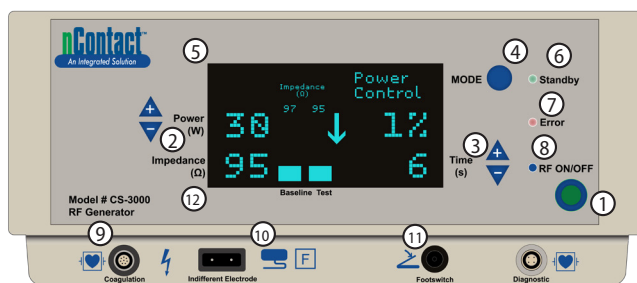 nContact™
An Integrated Solution
5
4
6
MODE
Standby
7
Error
8
RF ON/OFF
1
Impedance
(Ω)
97 95
Power
Control
Power
(W)
2
30
1%
Impedance
(Ω)
95
6
3
Time
(s)
Baseline Test
12
Model # CS-3000
RF Generator
9
Coagulation
10
Indifferent Electrode
F
11
Footswitch
Diagnostic